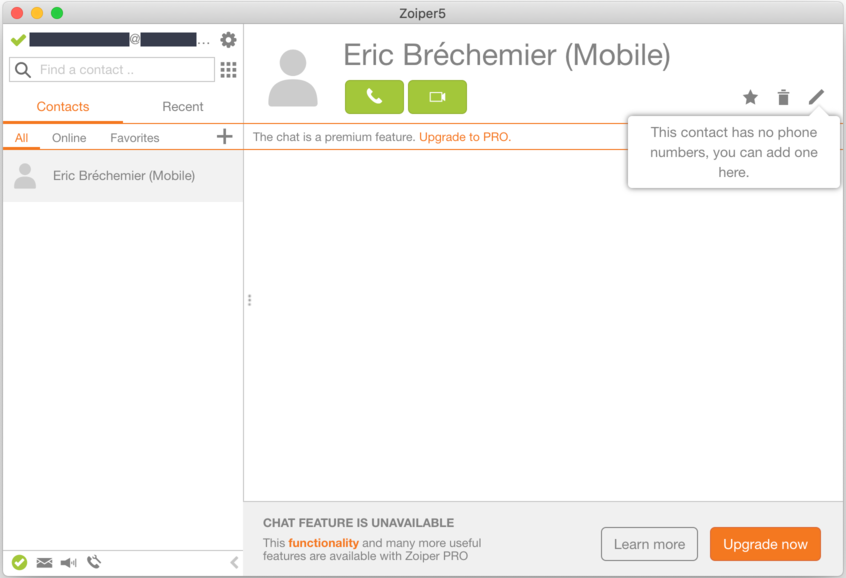 Zoiper5
@ ...
Find a contact ..
Contacts
Recent
All
Online
Favorites
Eric Bréchemier (Mobile)
Eric Bréchemier (Mobile)
The chat is a premium feature. Upgrade to PRO.
This contact has no phone
numbers, you can add one
here.
CHAT FEATURE IS UNAVAILABLE
This functionality and many more useful
features are available with Zoiper PRO
Learn more
Upgrade now